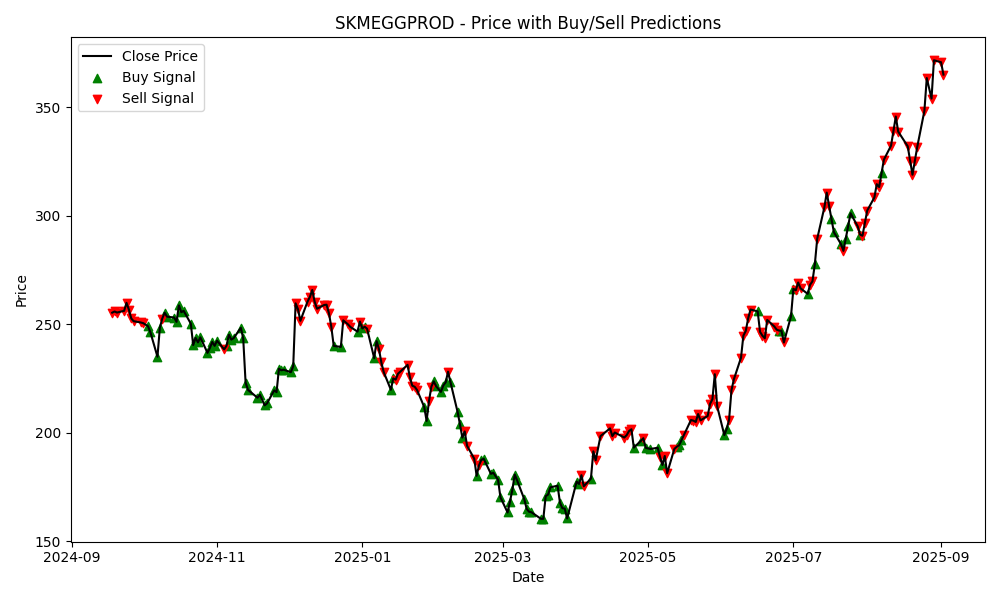 SKMEGGPROD - Price with Buy/Sell Predictions
Close Price
Buy Signal
Sell Signal
Price
350
300
250
200
150
2024-09
2024-11
2025-01
2025-03
2025-05
2025-07
2025-09
Date